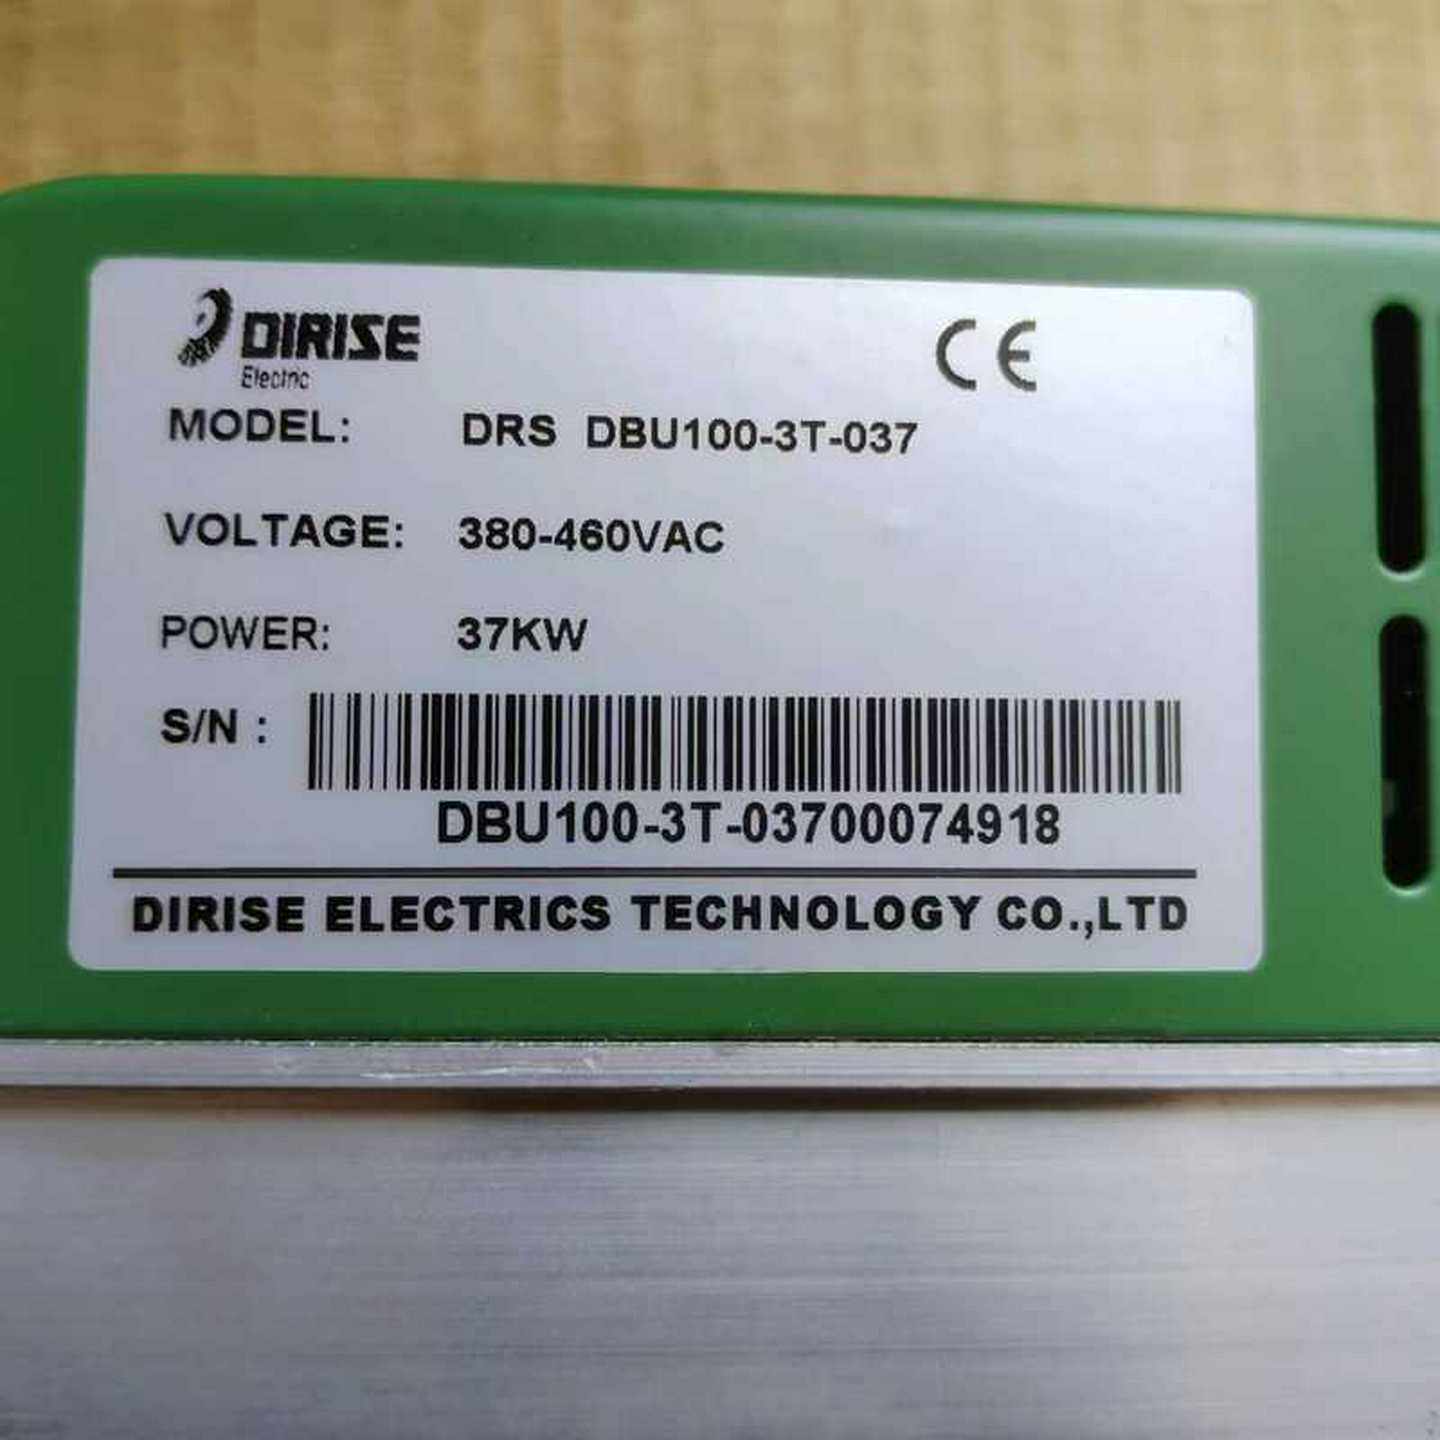 DIRISE
Electric
CE
MODEL: DRS DBU100-3T-037
VOLTAGE: 380-460VAC
POWER: 37KW
S/N :
DBU100-3T-03700074918
DIRISE ELECTRICS TECHNOLOGY CO.,LTD